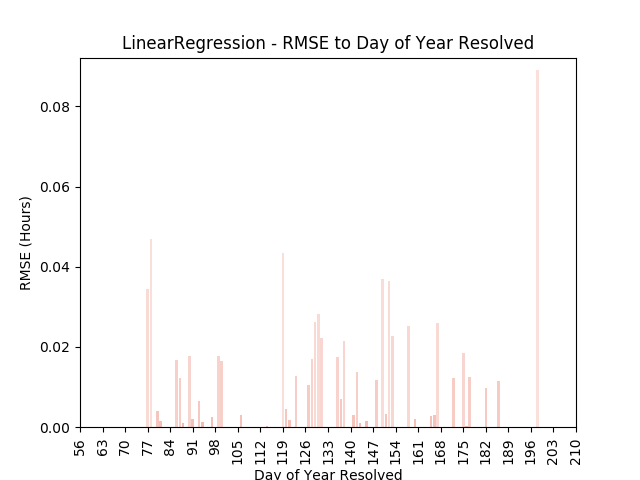 LinearRegression - RMSE to Day of Year Resolved
0.08
0.06
0.04
0.02
0.00
RMSE (Hours)
56 63 70 77 84 91 98 105 112 119 126 133 140 147 154 161 168 175 182 189 196 203 210
Day of Year Resolved